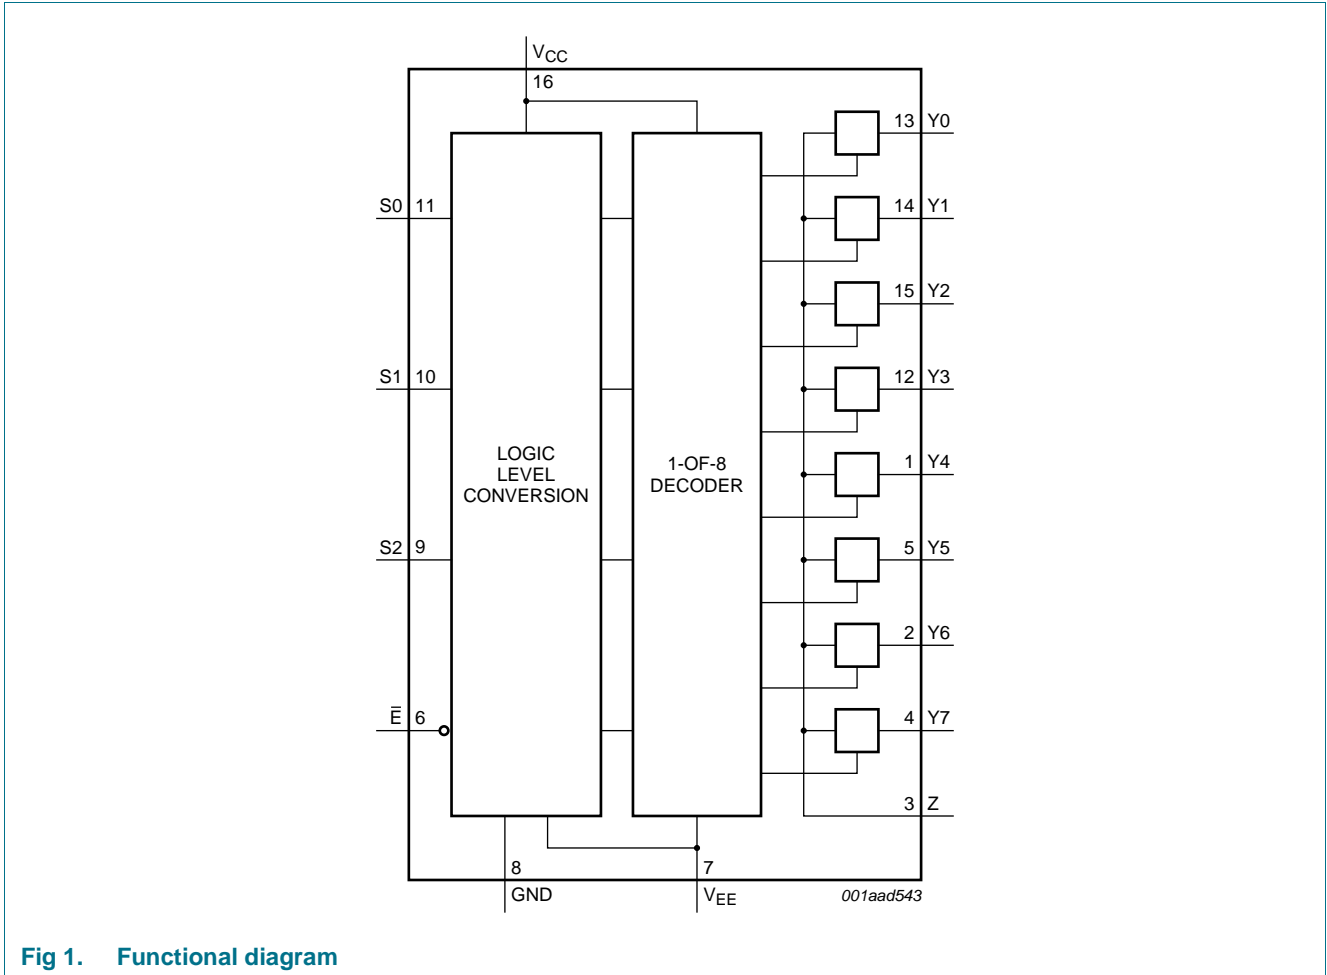 VCC
16
13 Y0
S0 11
14 Y1
15 Y2
S1 10
12 Y3
LOGIC
LEVEL
CONVERSION
1-OF-8
DECODER
1 Y4
S2 9
5 Y5
2 Y6
E̅ 6
4 Y7
3 Z
8
GND
7
VEE
001aad543
Fig 1. Functional diagram